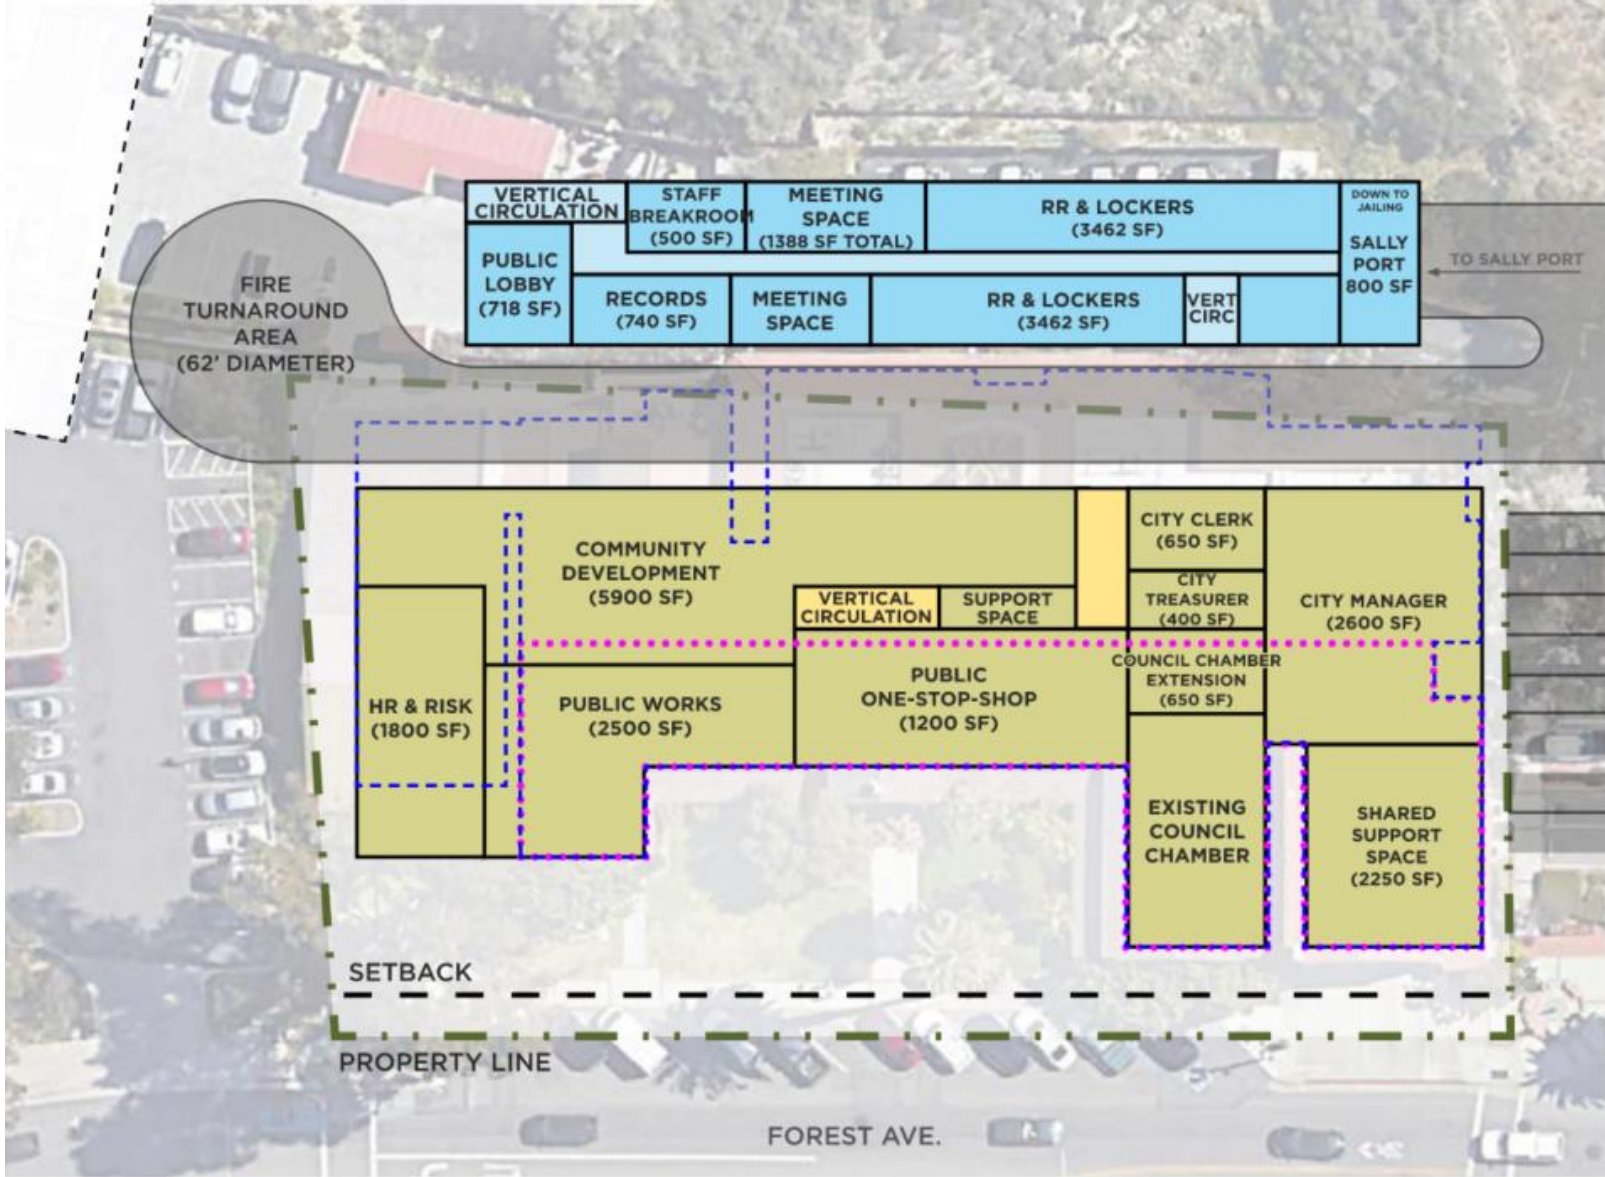 VERTICAL
CIRCULATION
STAFF
BREAKROOM
(500 SF)
MEETING
SPACE
(1388 SF TOTAL)
RR & LOCKERS
(3462 SF)
DOWN TO
JAILING
SALLY
PORT
800 SF
TO SALLY PORT
PUBLIC
LOBBY
(718 SF)
RECORDS
(740 SF)
MEETING
SPACE
RR & LOCKERS
(3462 SF)
VERT
CIRC
FIRE
TURNAROUND
AREA
(62' DIAMETER)
COMMUNITY
DEVELOPMENT
(5900 SF)
VERTICAL
CIRCULATION
SUPPORT
SPACE
CITY CLERK
(650 SF)
CITY
TREASURER
(400 SF)
CITY MANAGER
(2600 SF)
HR & RISK
(1800 SF)
PUBLIC WORKS
(2500 SF)
PUBLIC
ONE-STOP-SHOP
(1200 SF)
COUNCIL CHAMBER
EXTENSION
(650 SF)
EXISTING
COUNCIL
CHAMBER
SHARED
SUPPORT
SPACE
(2250 SF)
SETBACK
PROPERTY LINE
FOREST AVE.